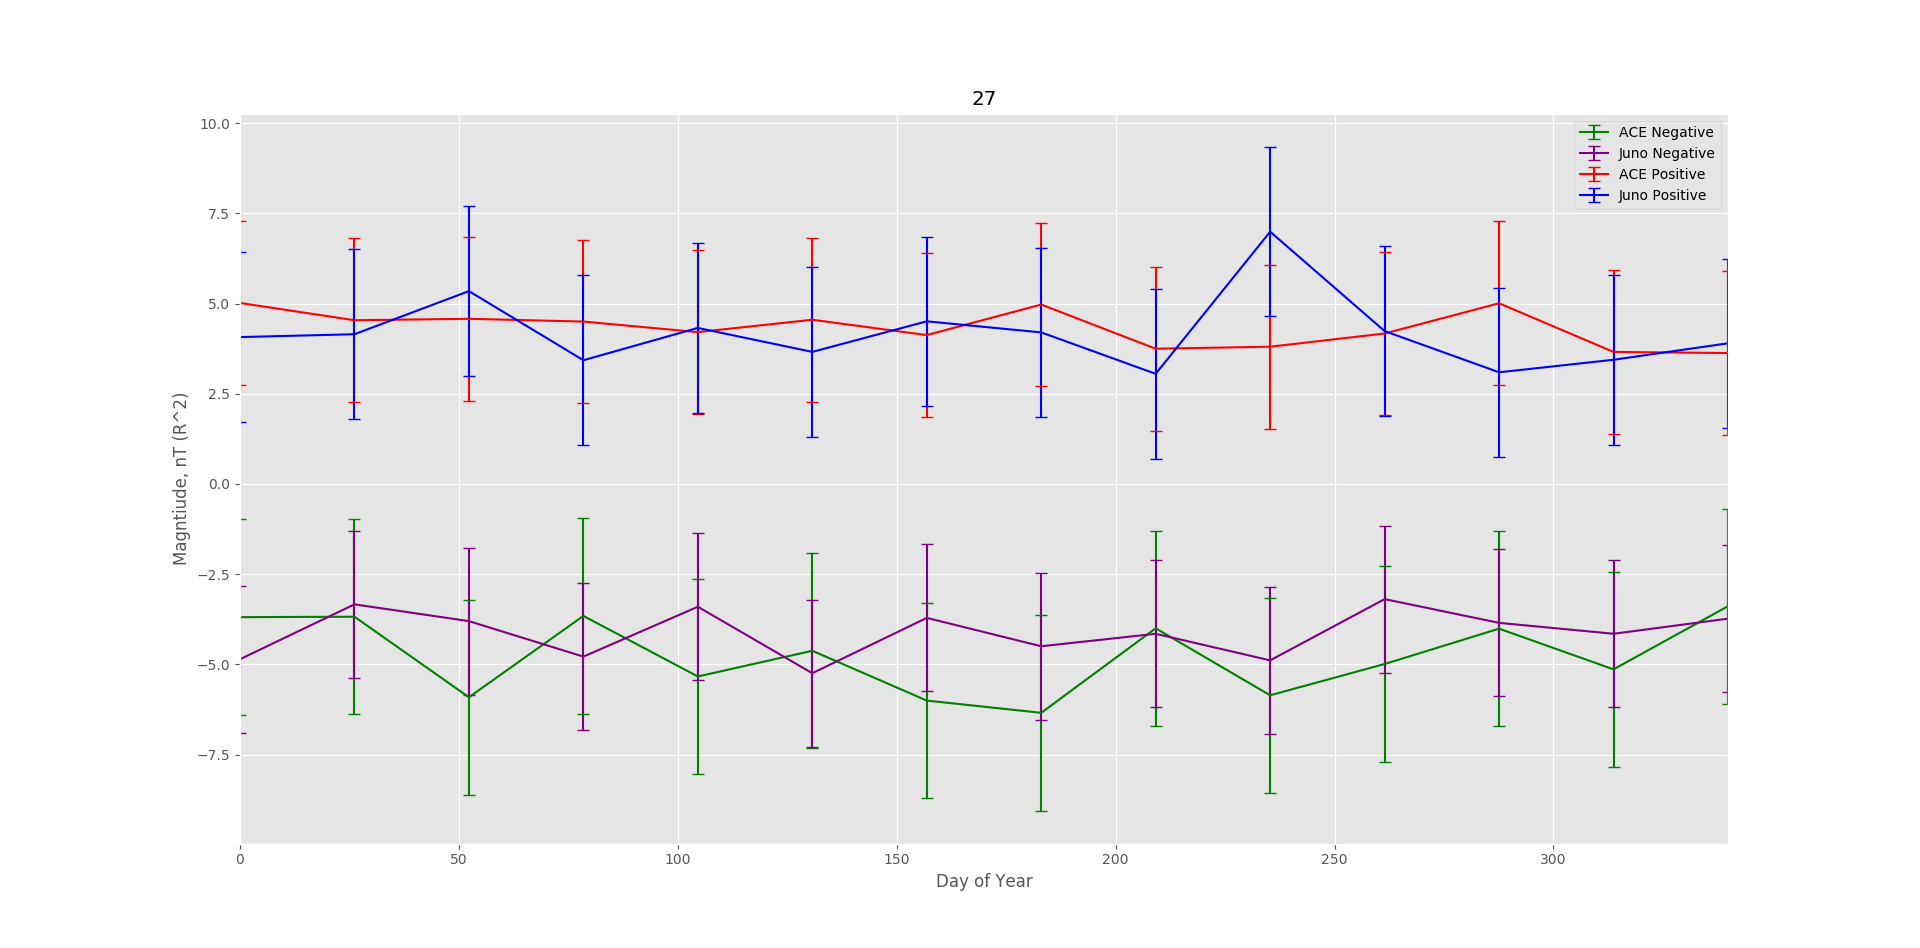 27
10.0
7.5
5.0
2.5
0.0
−2.5
−5.0
−7.5
Magntiude, nT (R^2)
0 50 100 150 200 250 300
Day of Year
ACE Negative
Juno Negative
ACE Positive
Juno Positive